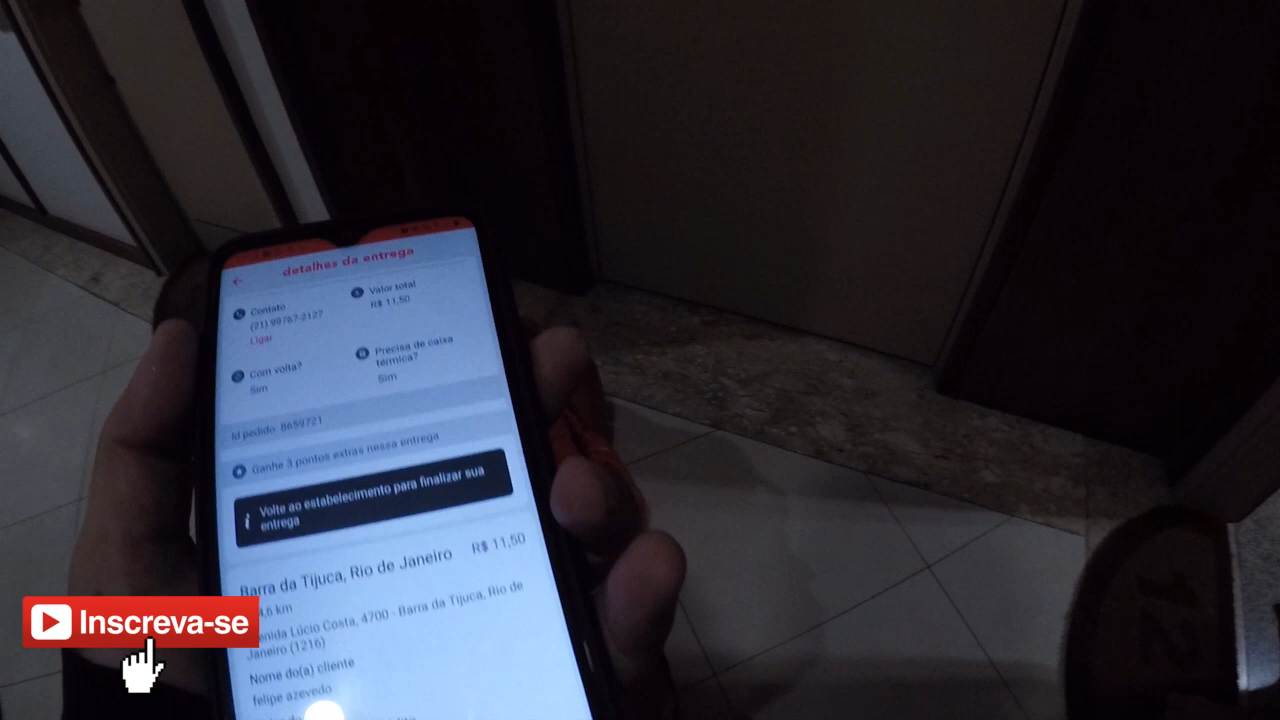 detalhes da entrega
Contato
(21) 99767-2127
Ligar
Valor total
R$ 11,50
Com volta?
Sim
Precisa de caixa
térmica?
Sim
Id pedido: 8659721
Ganhe 3 pontos extras nessa entrega
Volte ao estabelecimento para finalizar sua
entrega
Barra da Tijuca, Rio de Janeiro
R$ 11,50
km
Lúcio Costa, 4700 - Barra da Tijuca, Rio de
Janeiro (1216)
Nome do(a) cliente
felipe azevedo
Inscreva-se